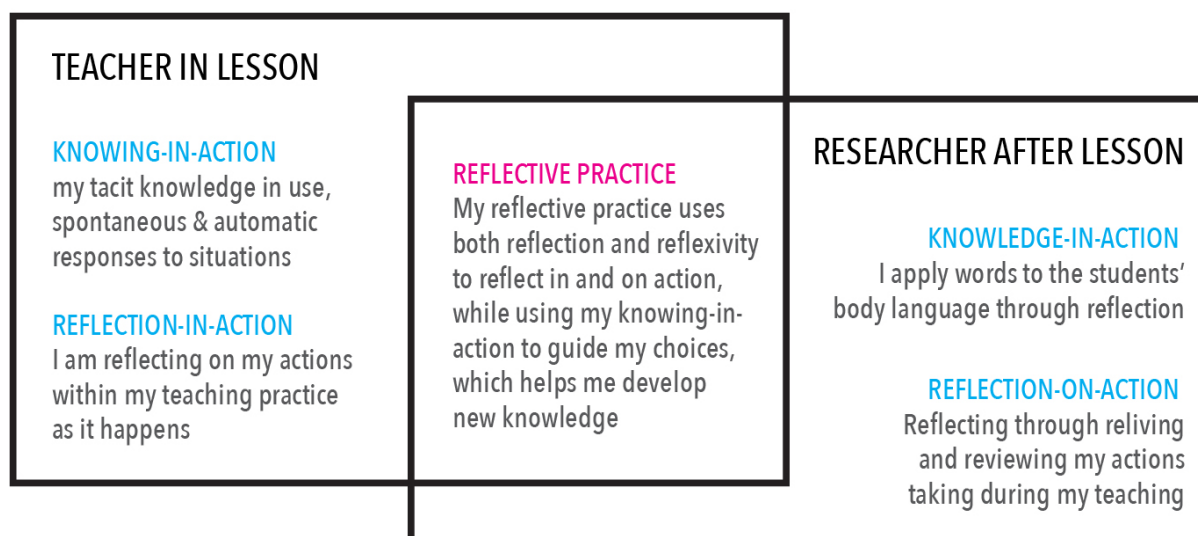 TEACHER IN LESSON
KNOWING-IN-ACTION
my tacit knowledge in use,
spontaneous & automatic
responses to situations
REFLECTION-IN-ACTION
I am reflecting on my actions
within my teaching practice
as it happens
REFLECTIVE PRACTICE
My reflective practice uses
both reflection and reflexivity
to reflect in and on action,
while using my knowing-in-
action to guide my choices,
which helps me develop
new knowledge
RESEARCHER AFTER LESSON
KNOWLEDGE-IN-ACTION
I apply words to the students’
body language through reflection
REFLECTION-ON-ACTION
Reflecting through reliving
and reviewing my actions
taking during my teaching